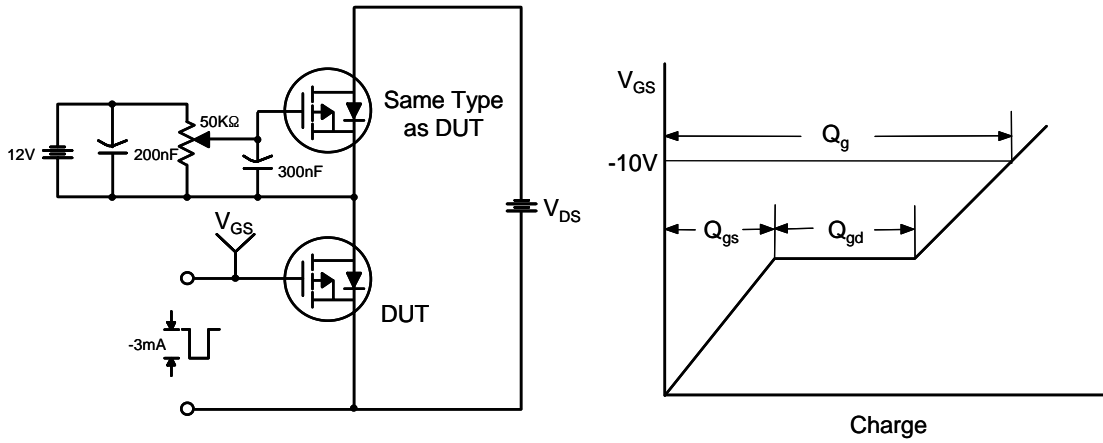 12V
200nF
50KΩ
300nF
Same Type
as DUT
V_DS
V_GS
DUT
-3mA
V_GS
-10V
Q_g
Q_gs
Q_gd
Charge